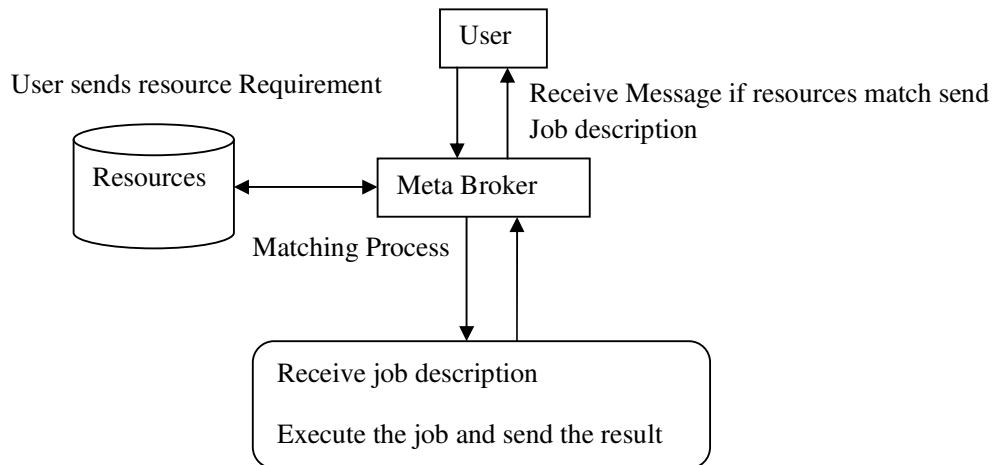 User
User sends resource Requirement
Receive Message if resources match send
Job description
Resources
Meta Broker
Matching Process
Receive job description
Execute the job and send the result